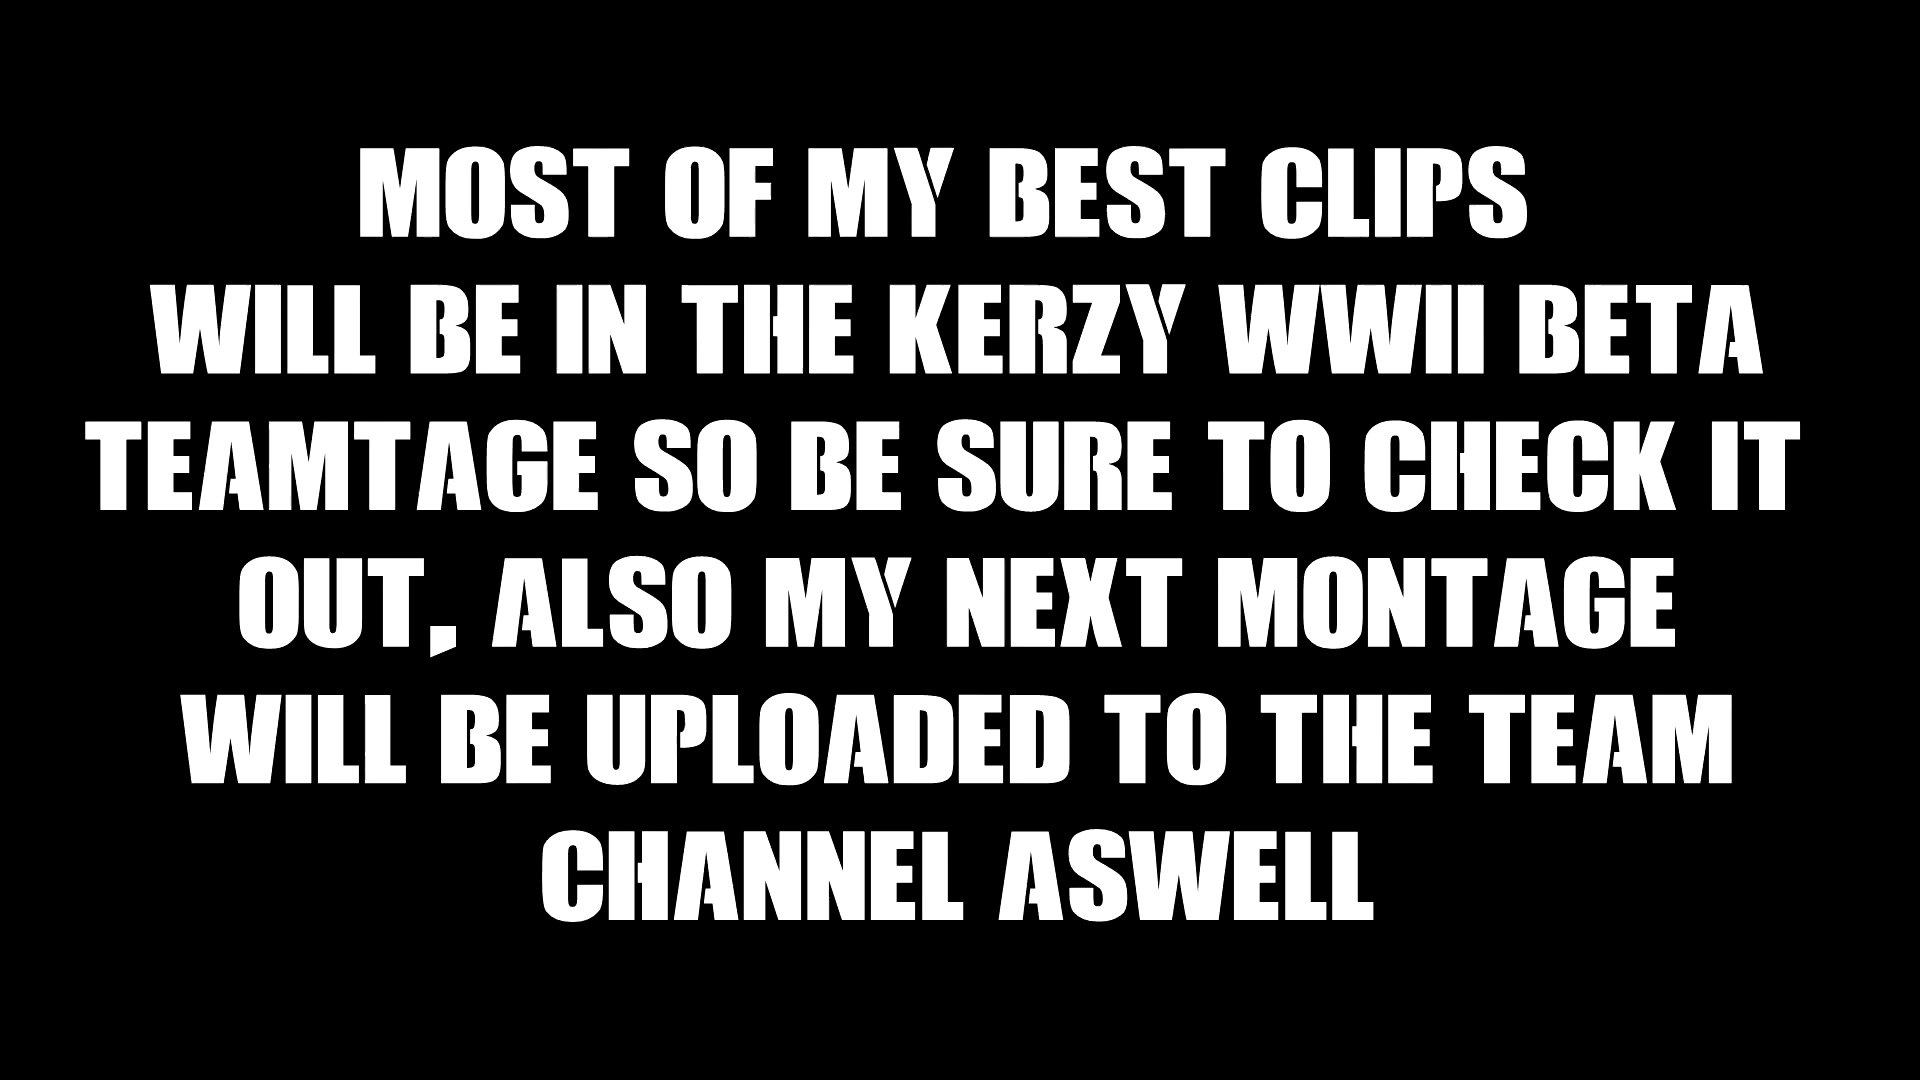 MOST OF MY BEST CLIPS
WILL BE IN THE KERZY WWII BETA
TEAMTAGE SO BE SURE TO CHECK IT
OUT, ALSO MY NEXT MONTAGE
WILL BE UPLOADED TO THE TEAM
CHANNEL ASWELL